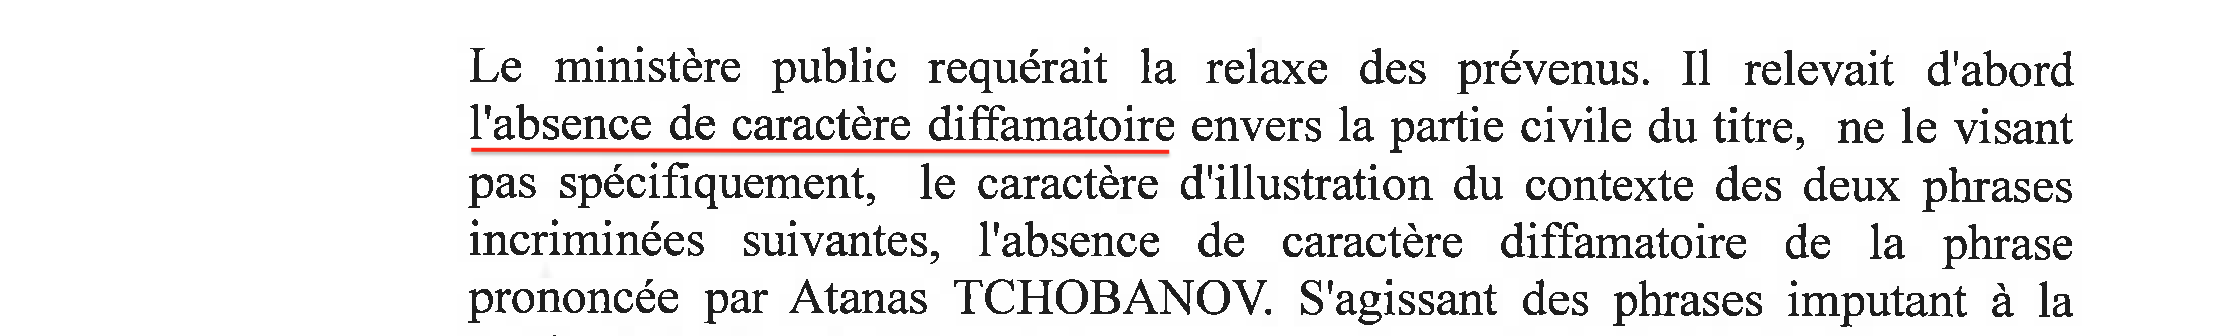 Le ministère public requérait la relaxe des prévenus. Il relevait d'abord
l'absence de caractère diffamatoire envers la partie civile du titre, ne le visant
pas spécifiquement, le caractère d'illustration du contexte des deux phrases
incriminées suivantes, l'absence de caractère diffamatoire de la phrase
prononcée par Atanas TCHOBANOV. S'agissant des phrases imputant à la